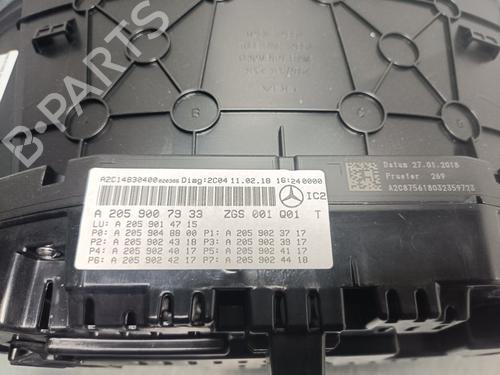 B-PARTS
A2C14830400 020305 Diag:2C04 11.02.18 16:24 0000
IC2
A 205 900 79 33 ZGS 001 Q01 T
LU: A 205 901 47 15
P0: A 205 904 88 00 P1: A 205 902 37 17
P2: A 205 902 43 18 P3: A 205 902 39 17
P4: A 205 902 40 17 P5: A 205 902 41 17
P6: A 205 902 42 17 P7: A 205 902 44 18
Datum 27.01.2018
Pruefer 269
A2C87561803235972